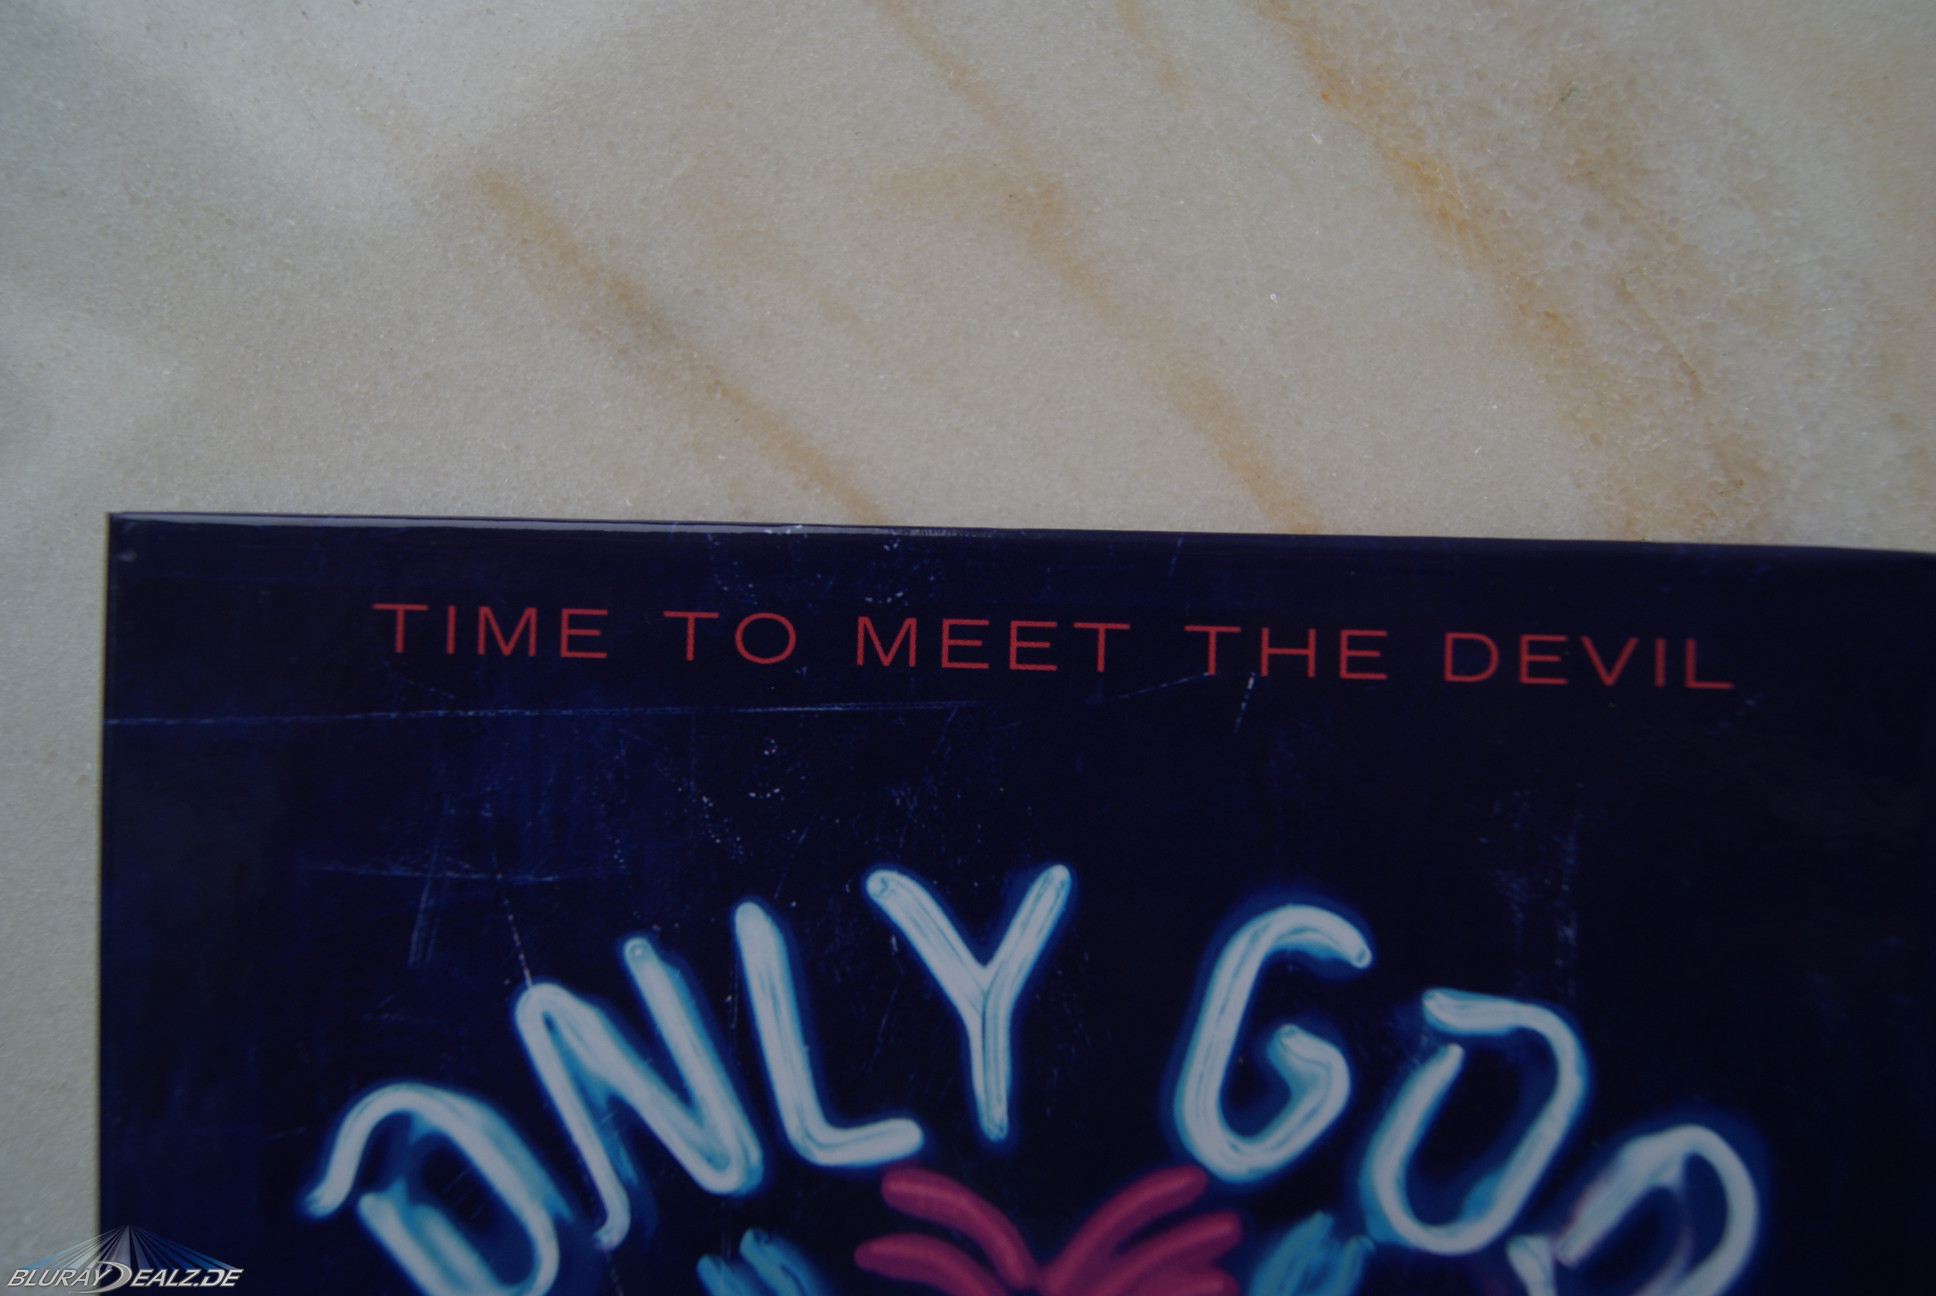 TIME TO MEET THE DEVIL
ONLY GOD
BLURAYDEALZ.DE